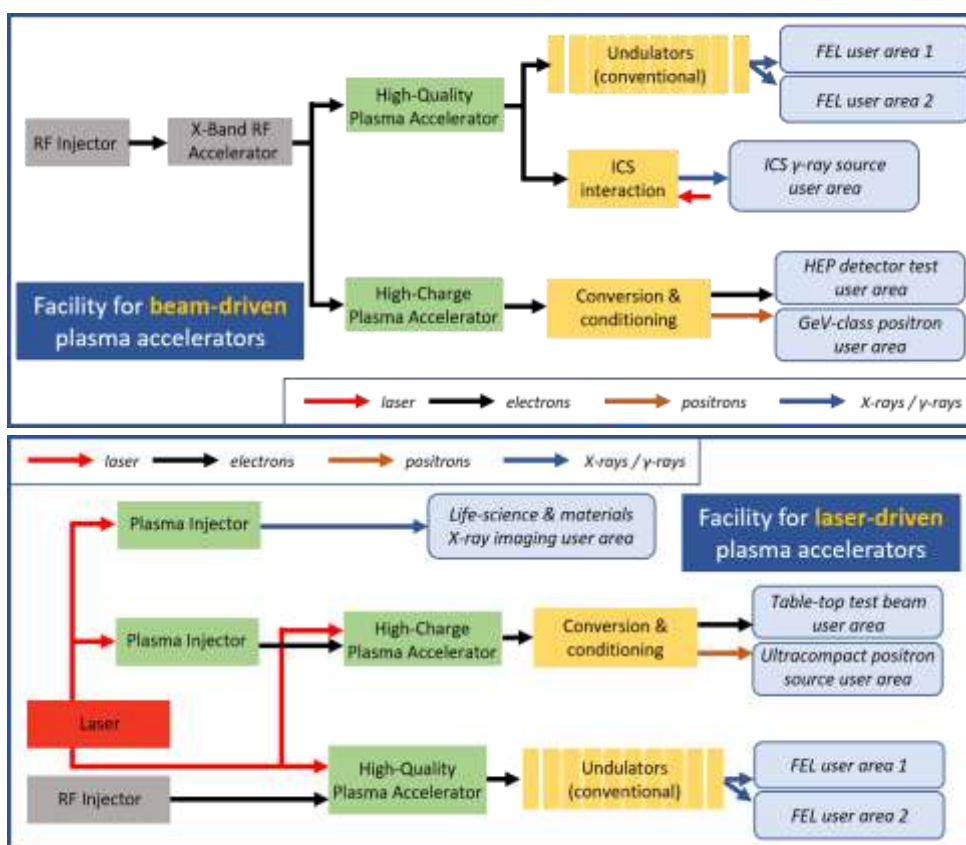 Undulators
(conventional)
FEL user area 1
FEL user area 2
High-Quality
Plasma Accelerator
RF Injector
X-Band RF
Accelerator
ICS
interaction
ICS γ-ray source
user area
Facility for beam-driven
plasma accelerators
High-Charge
Plasma Accelerator
Conversion &
conditioning
HEP detector test
user area
GeV-class positron
user area
laser
electrons
positrons
X-rays / γ-rays
laser
electrons
positrons
X-rays / γ-rays
Plasma Injector
Life-science & materials
X-ray imaging user area
Facility for laser-driven
plasma accelerators
Plasma Injector
High-Charge
Plasma Accelerator
Conversion &
conditioning
Table-top test beam
user area
Ultracompact positron
source user area
Laser
RF Injector
High-Quality
Plasma Accelerator
Undulators
(conventional)
FEL user area 1
FEL user area 2